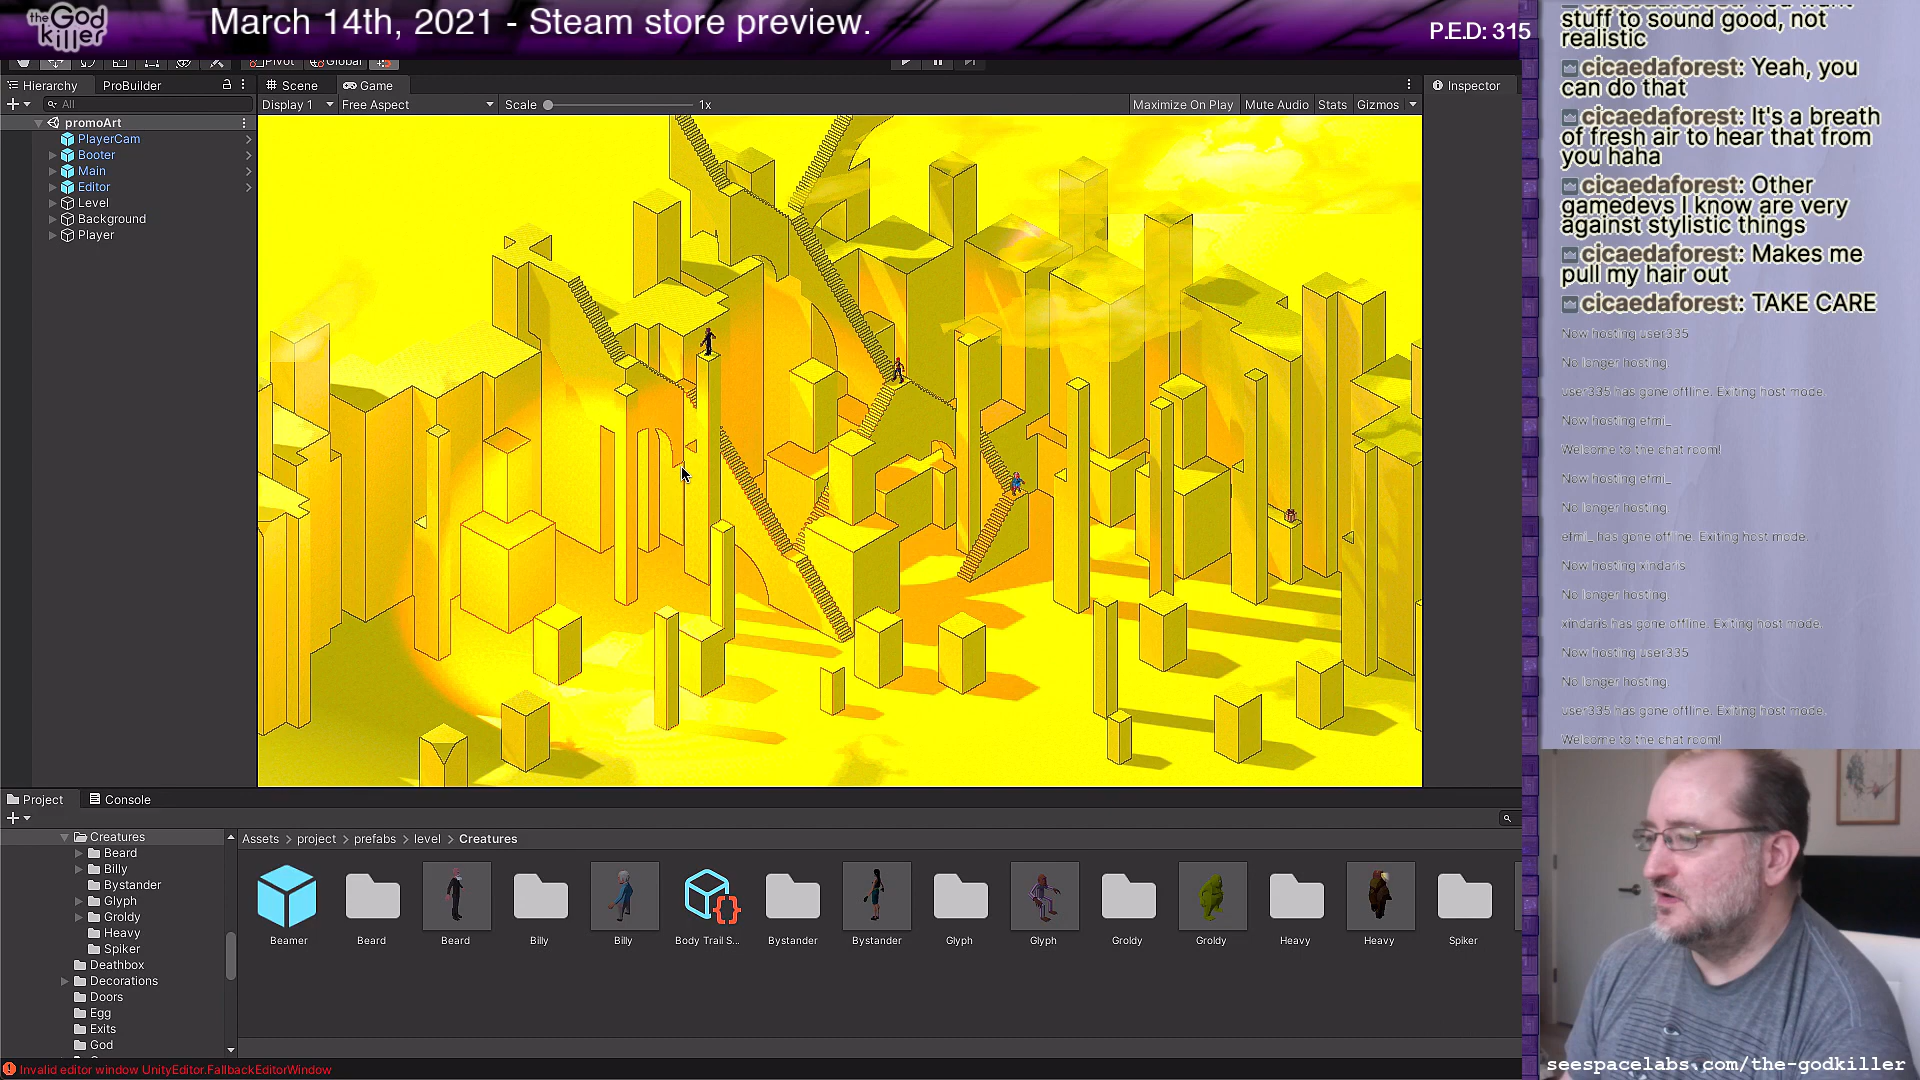 the God killer
March 14th, 2021 - Steam store preview.
P.E.D: 315
Pivot
Global
Hierarchy
ProBuilder
Scene
Game
Inspector
All
Display 1
Free Aspect
Scale
1x
Maximize On Play
Mute Audio
Stats
Gizmos
promoArt
PlayerCam
Booter
Main
Editor
Level
Background
Player
stuff to sound good, not
realistic
cicaedaforest: Yeah, you
can do that
cicaedaforest: It's a breath
of fresh air to hear that from
you haha
cicaedaforest: Other
gamedevs I know are very
against stylistic things
cicaedaforest: Makes me
pull my hair out
cicaedaforest: TAKE CARE
Now hosting user335
No longer hosting.
user335 has gone offline. Exiting host mode.
Now hosting efmi_
Welcome to the chat room!
Now hosting efmi_
No longer hosting.
efmi_ has gone offline. Exiting host mode.
Now hosting xindaris
No longer hosting.
xindaris has gone offline. Exiting host mode.
Now hosting user335
No longer hosting.
user335 has gone offline. Exiting host mode.
Welcome to the chat room!
Project
Console
Creatures
Beard
Billy
Bystander
Glyph
Groldy
Heavy
Spiker
Deathbox
Decorations
Doors
Egg
Exits
God
Assets > project > prefabs > level > Creatures
Beamer
Beard
Beard
Billy
Billy
Body Trail S...
Bystander
Bystander
Glyph
Glyph
Groldy
Groldy
Heavy
Heavy
Spiker
Invalid editor window UnityEditor.FallbackEditorWindow
seespacelabs.com/the-godkiller